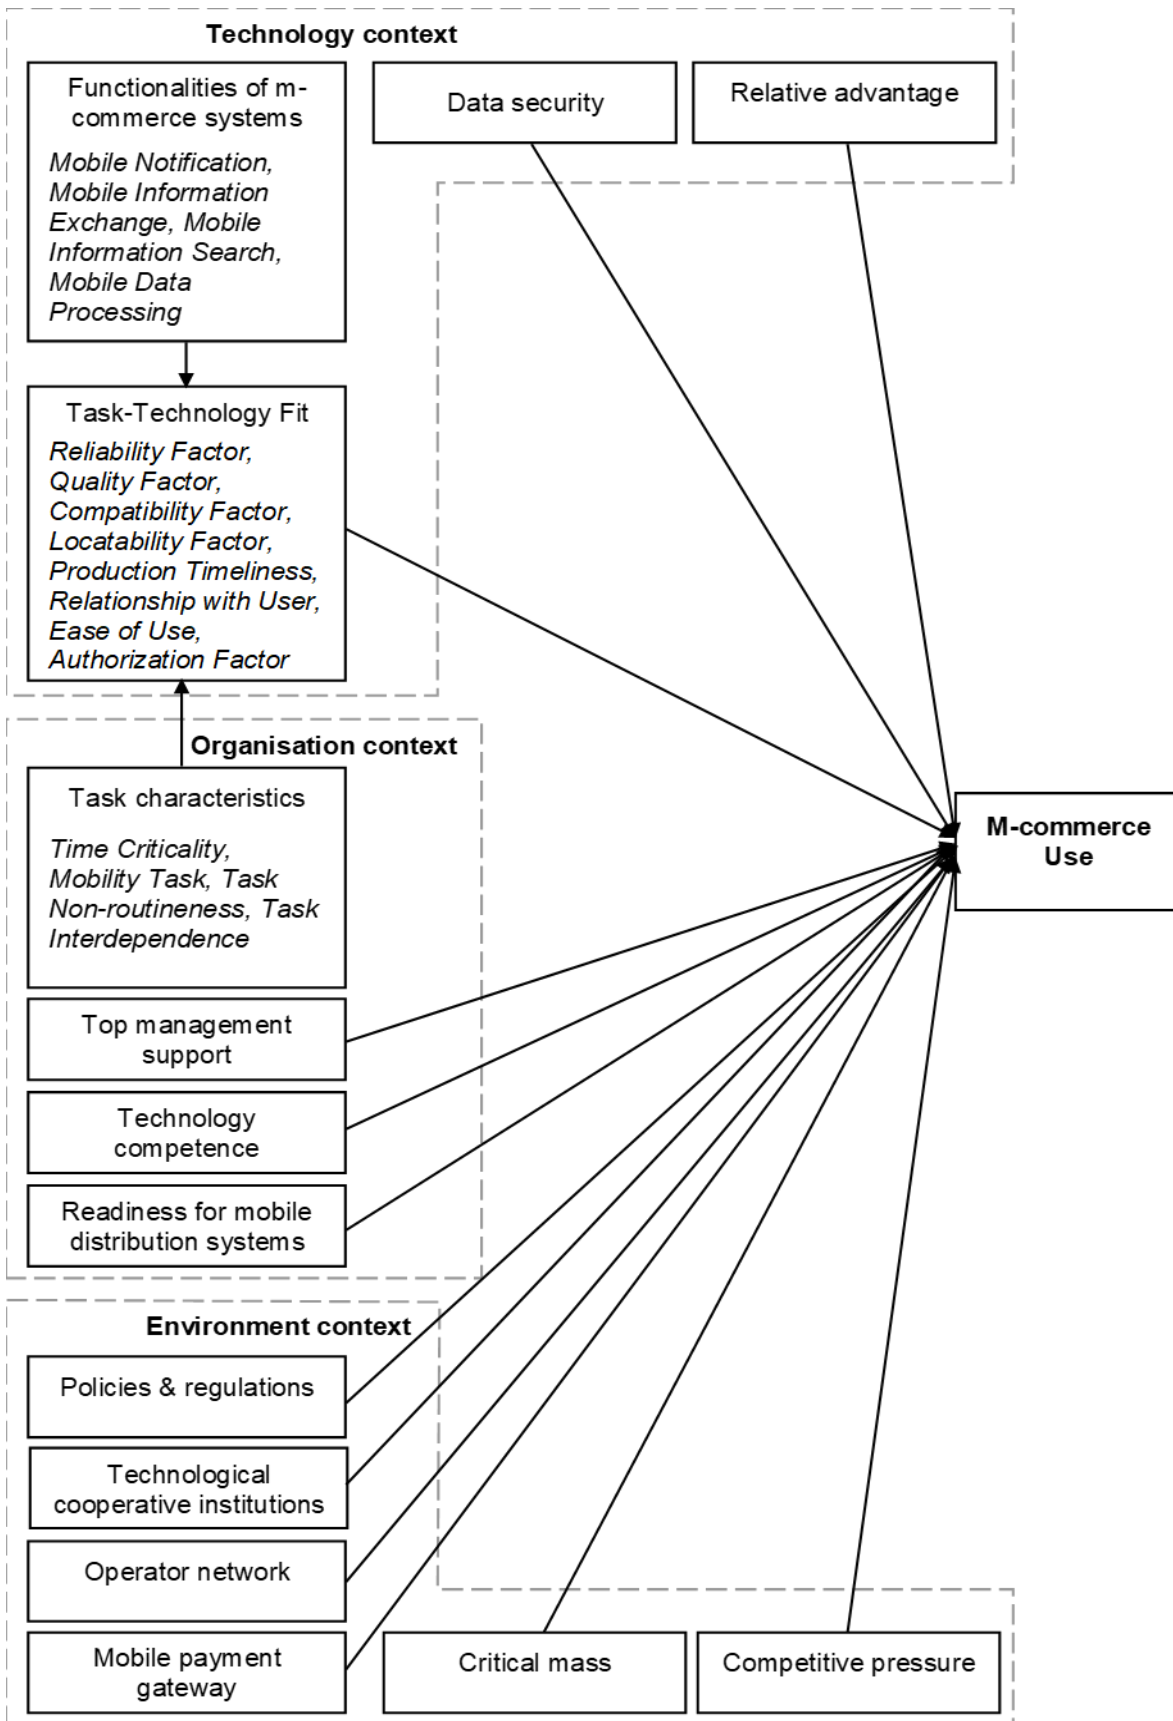 Technology context
Functionalities of m-
commerce systems
Mobile Notification,
Mobile Information
Exchange, Mobile
Information Search,
Mobile Data
Processing
Data security
Relative advantage
Task-Technology Fit
Reliability Factor,
Quality Factor,
Compatibility Factor,
Locatability Factor,
Production Timeliness,
Relationship with User,
Ease of Use,
Authorization Factor
Organisation context
Task characteristics
Time Criticality,
Mobility Task, Task
Non-routineness, Task
Interdependence
M-commerce
Use
Top management
support
Technology
competence
Readiness for mobile
distribution systems
Environment context
Policies & regulations
Technological
cooperative institutions
Operator network
Mobile payment
gateway
Critical mass
Competitive pressure